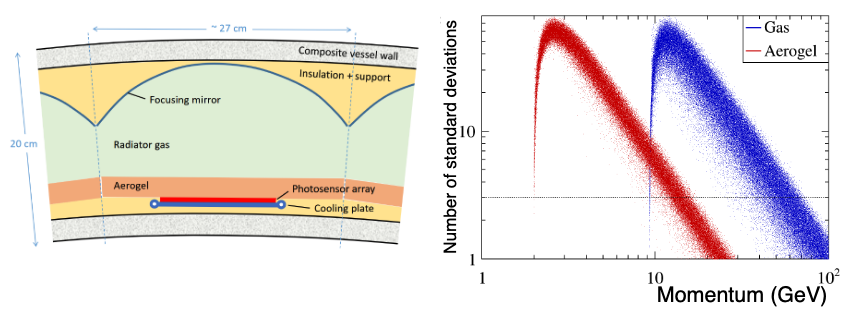 ~ 27 cm
Composite vessel wall
Insulation + support
Focusing mirror
20 cm
Radiator gas
Aerogel
Photosensor array
Cooling plate
Number of standard deviations
Gas
Aerogel
10
1
1
10
10²
Momentum (GeV)